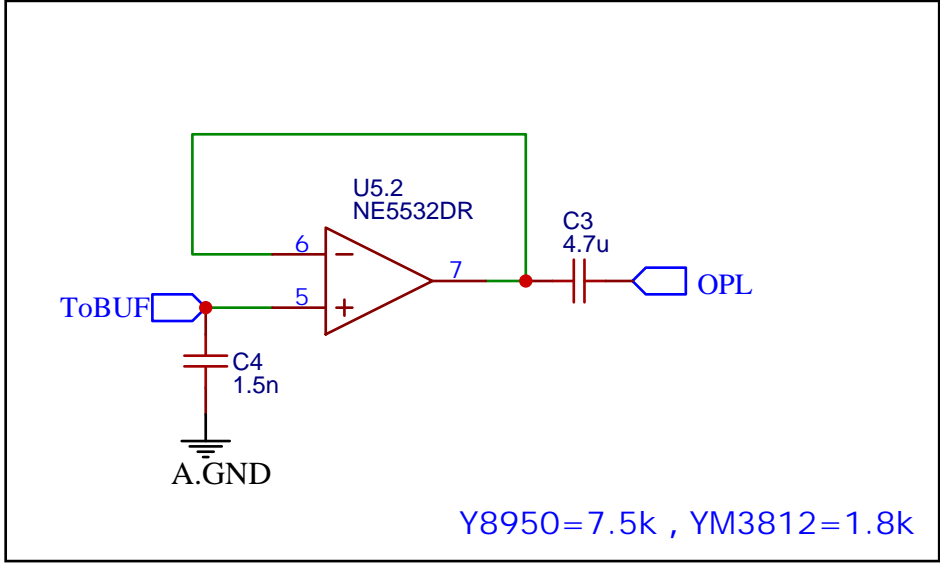 U5.2
NE5532DR
C3
4.7u
6
7
5
−
+
ToBUF
OPL
C4
1.5n
A.GND
Y8950=7.5k , YM3812=1.8k